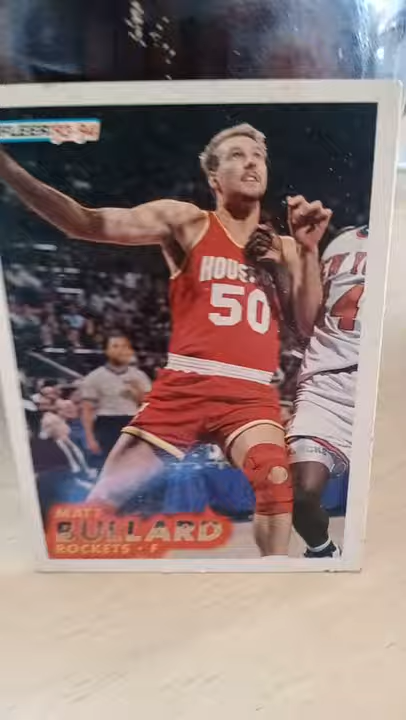 FLEER '93-94
HOUSTON
50
MATT
BULLARD
ROCKETS • F